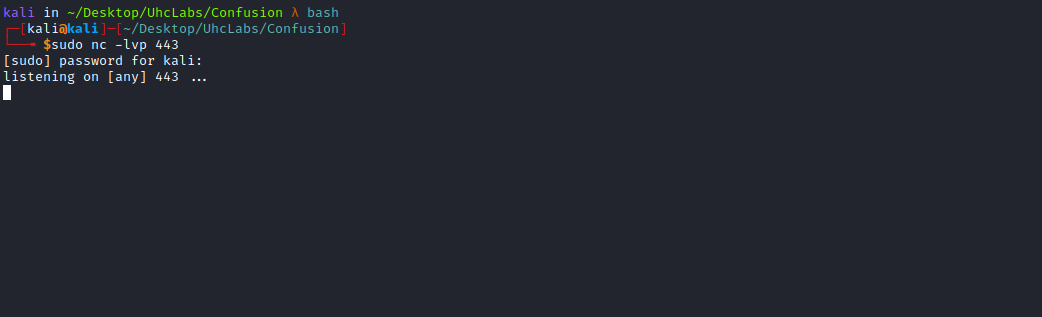 kali in ~/Desktop/UhcLabs/Confusion λ bash
┌─[kali@kali]─[~/Desktop/UhcLabs/Confusion]
└──╼ $sudo nc -lvp 443
[sudo] password for kali:
listening on [any] 443 ...